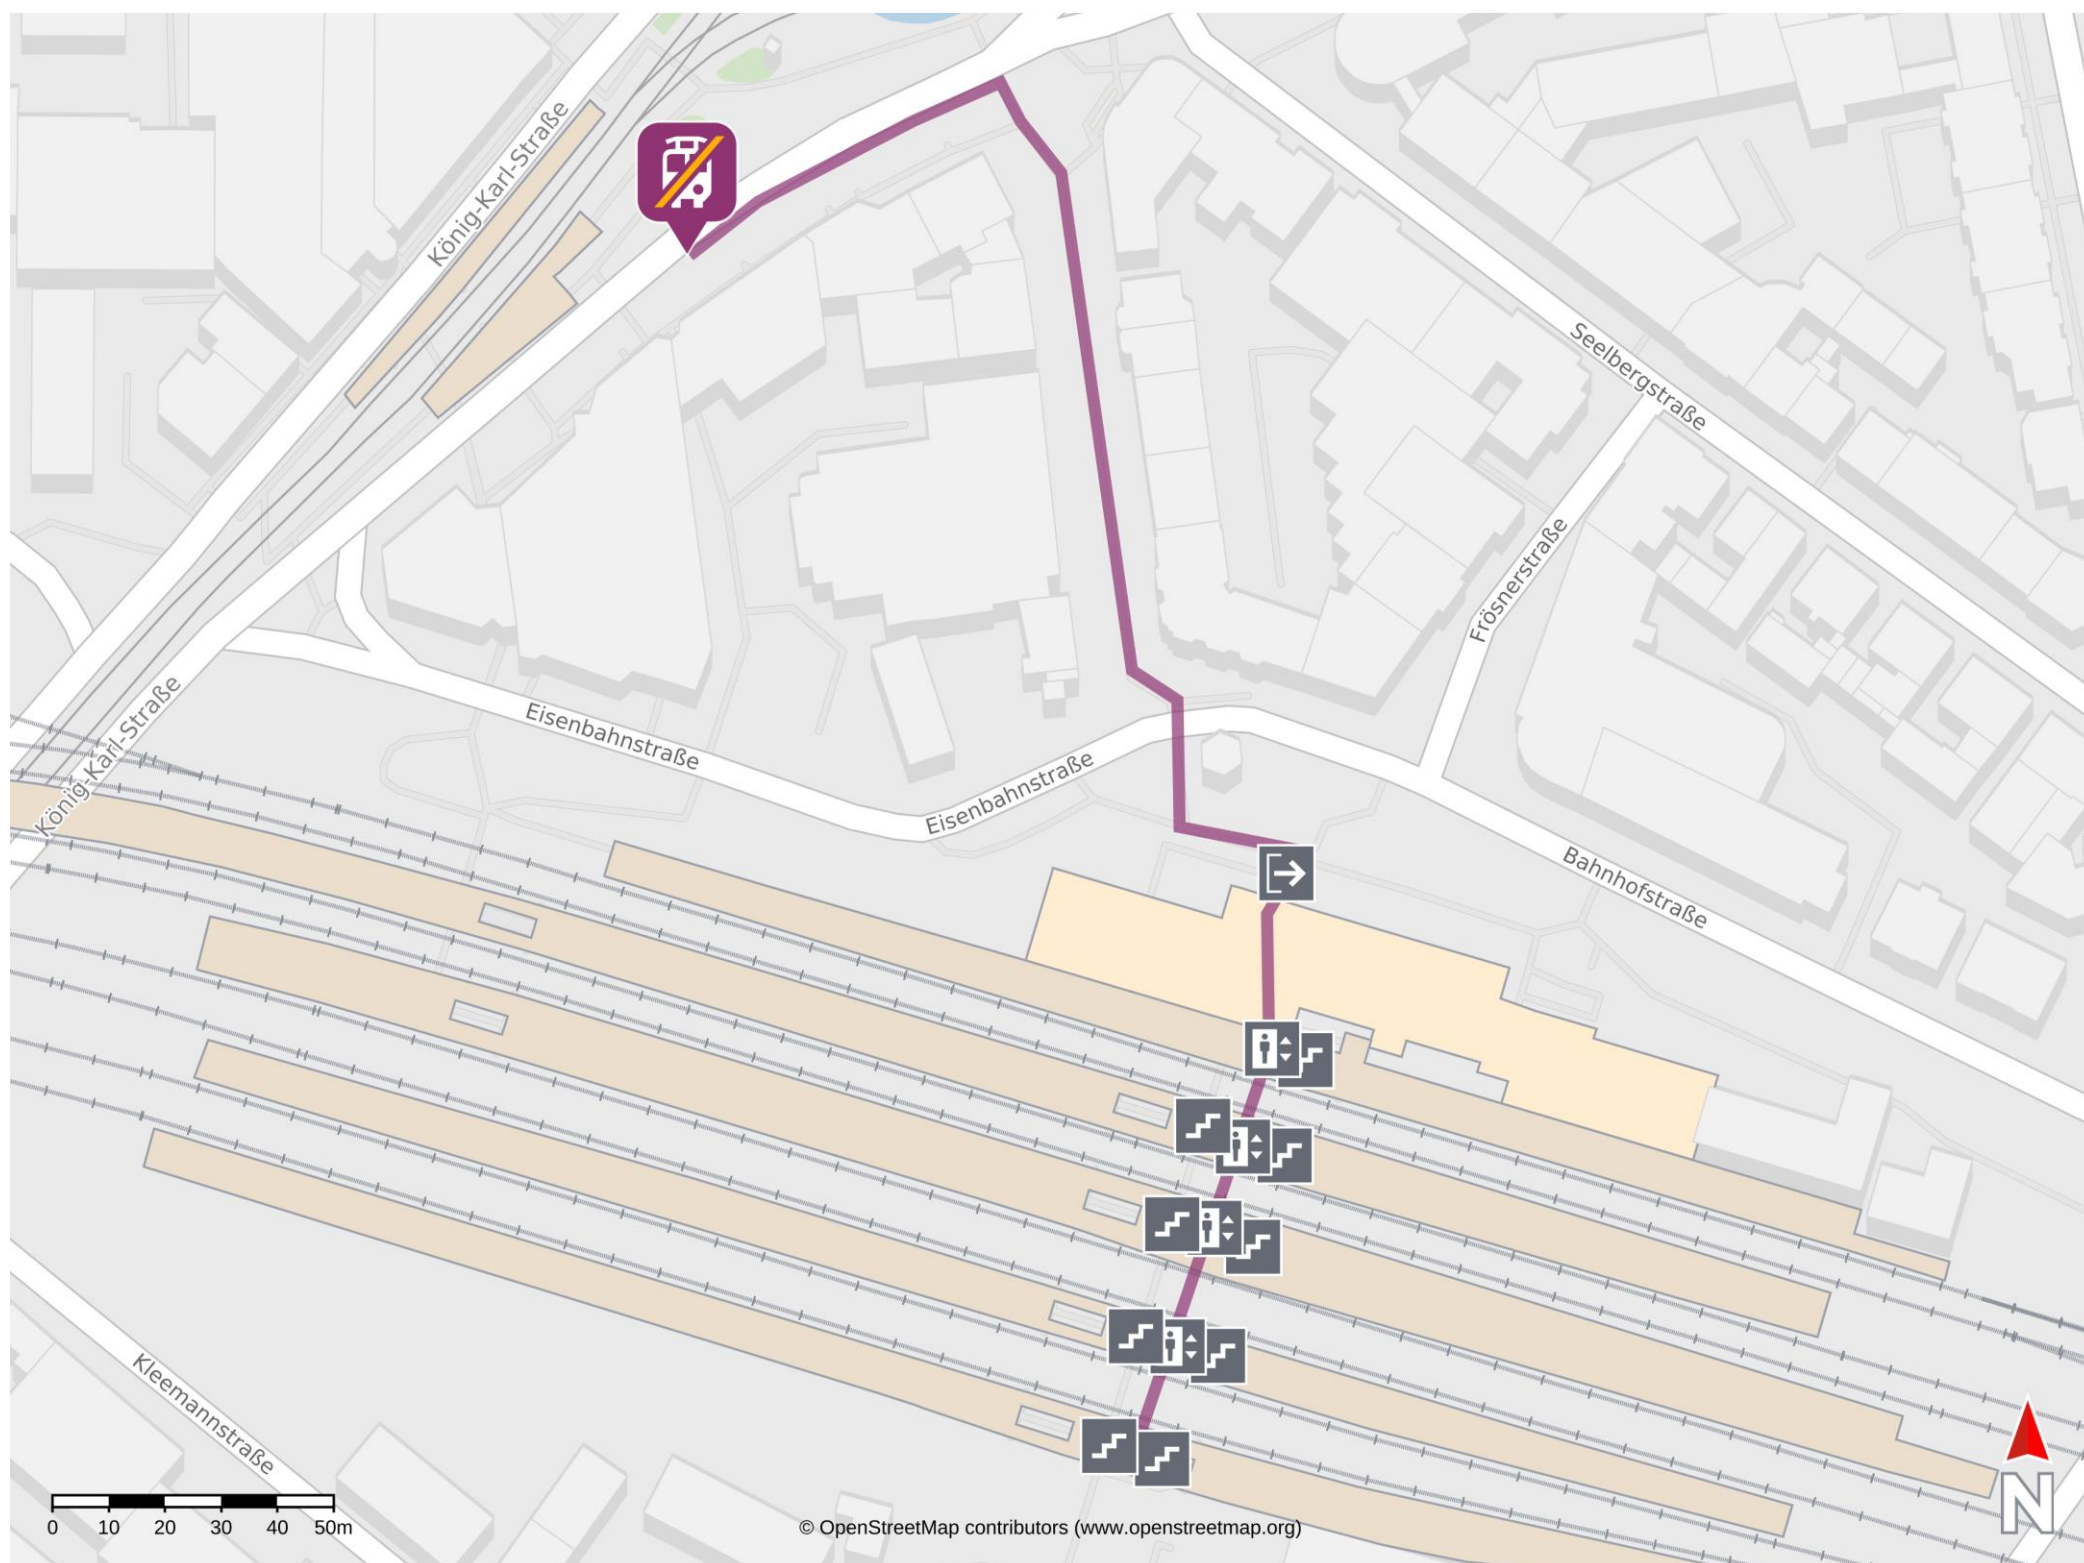 König-Karl-Straße
Seelbergstraße
Frösnerstraße
König-Karl-Straße
Eisenbahnstraße
Eisenbahnstraße
Bahnhofstraße
Kleemannstraße
N
0 10 20 30 40 50m
© OpenStreetMap contributors (www.openstreetmap.org)